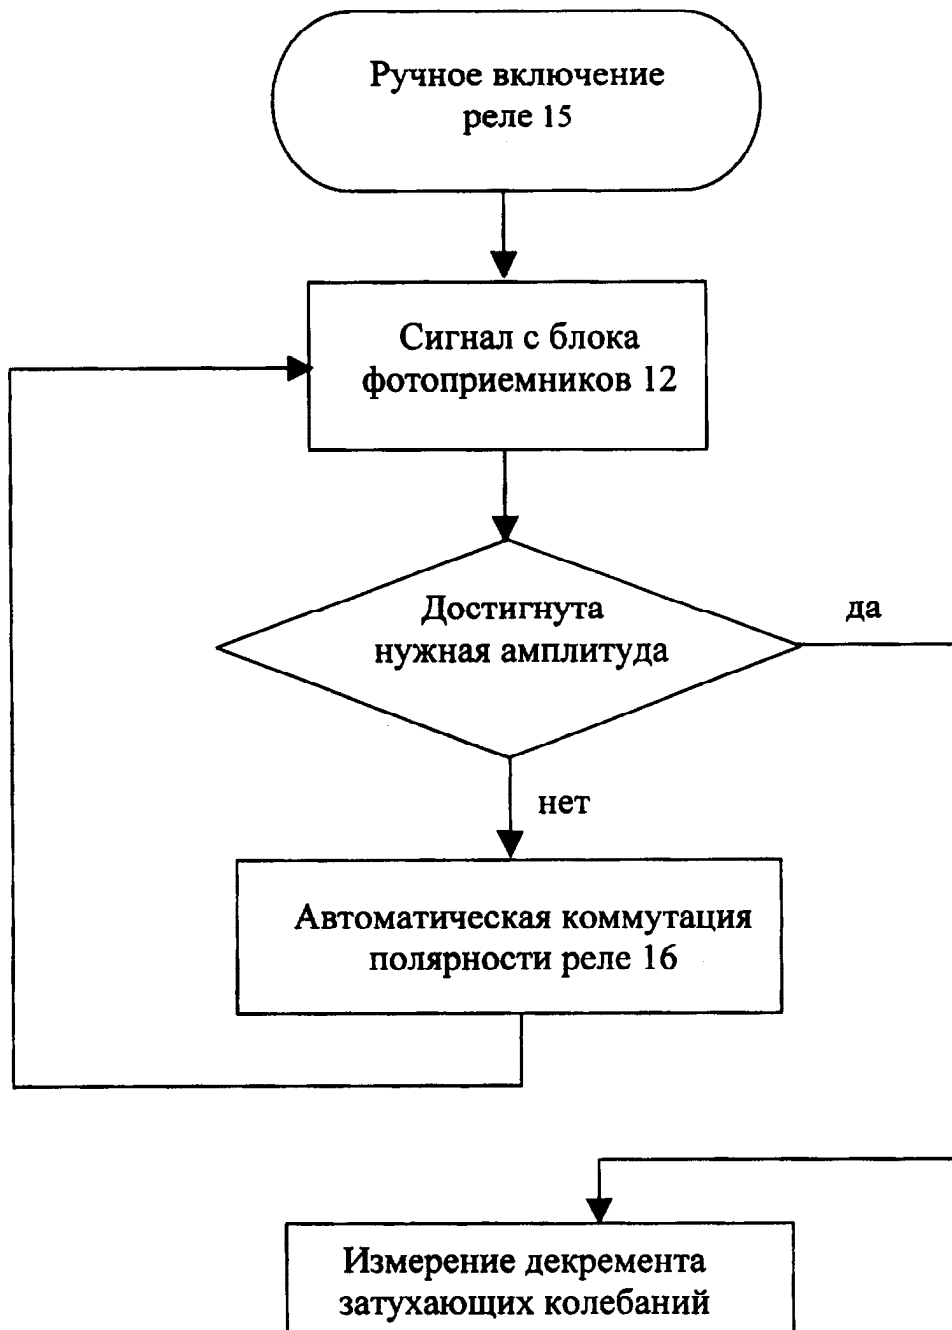 Ручное включение
реле 15
Сигнал с блока
фотоприемников 12
Достигнута
нужная амплитуда
да
нет
Автоматическая коммутация
полярности реле 16
Измерение декремента
затухающих колебаний